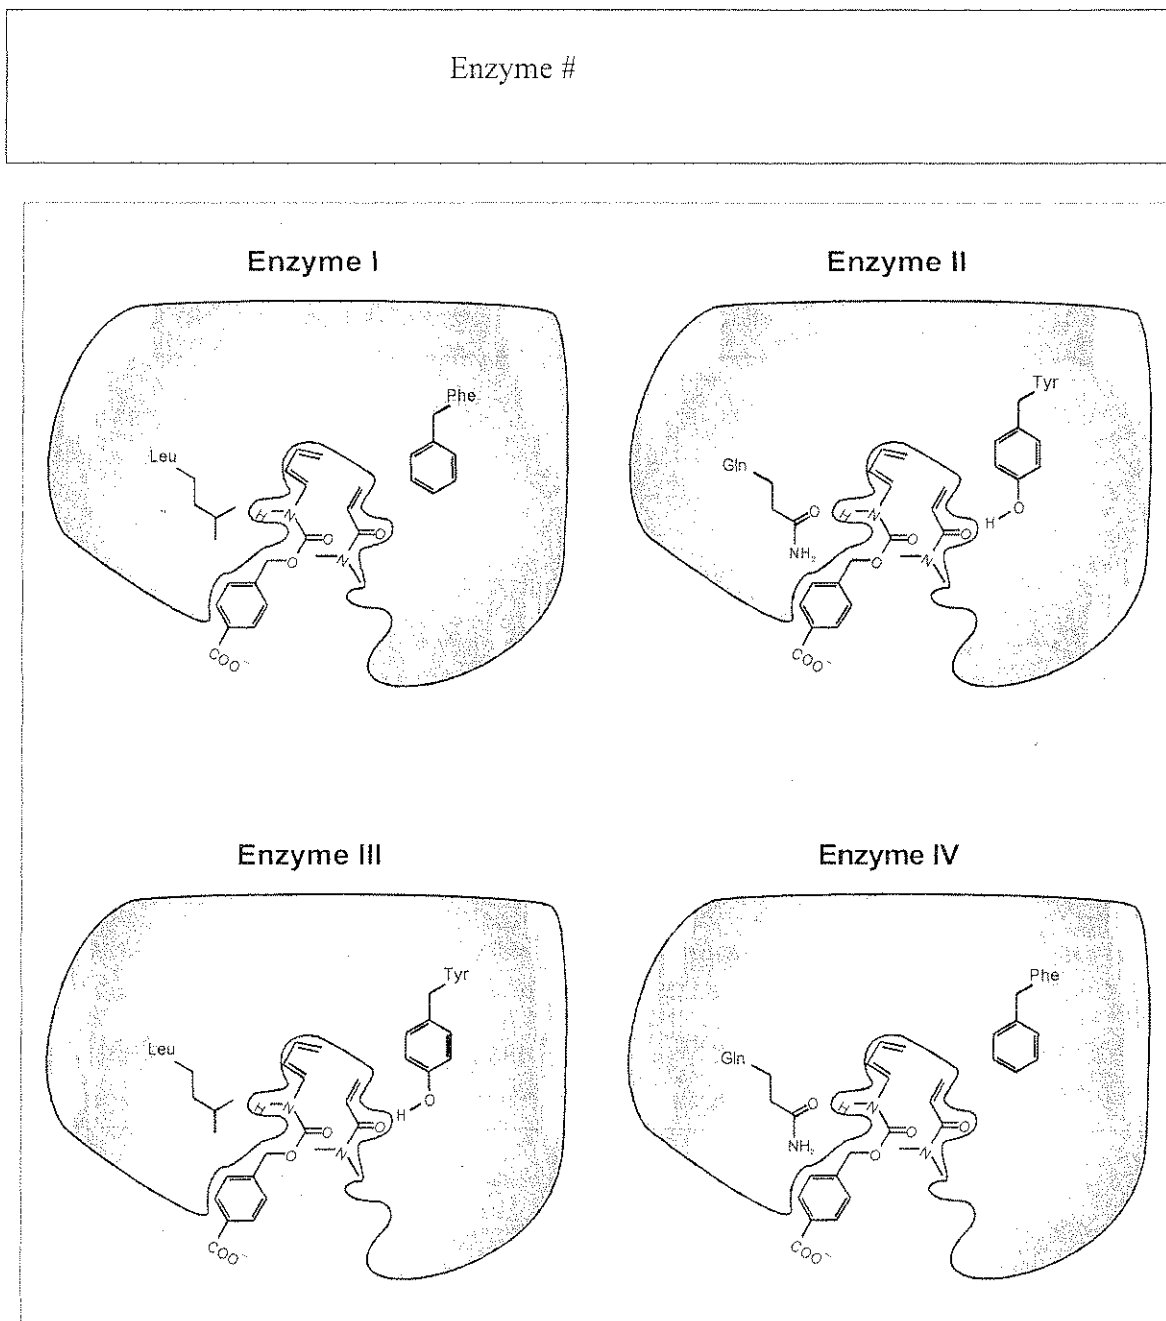 Enzyme #
Enzyme I
Phe
Leu
H
N
O
O
O
N
COO⁻
Enzyme II
Tyr
Gln
O
NH₂
H
N
O
O
O
N
H
O
COO⁻
Enzyme III
Tyr
Leu
H
O
H
N
O
O
O
N
COO⁻
Enzyme IV
Phe
Gln
O
NH₂
H
N
O
O
O
N
COO⁻